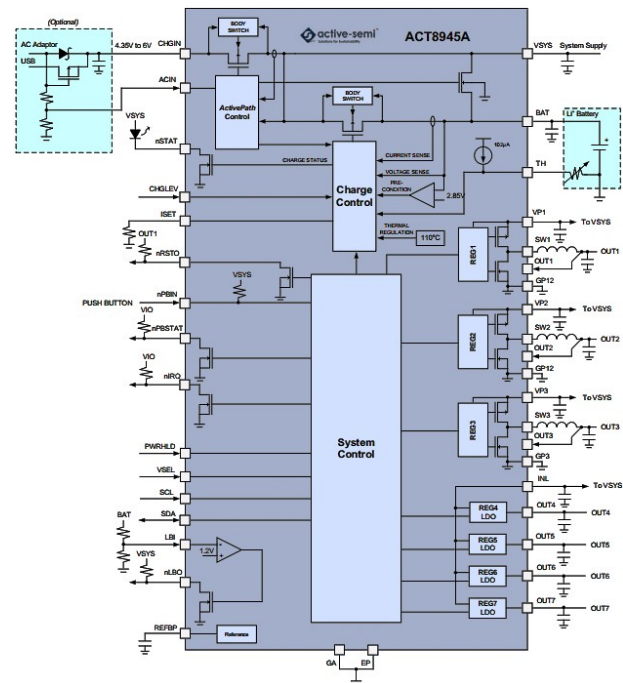 (Optional)
AC Adaptor
USB
4.35V to 6V
CHGIN
BODY
SWITCH
active-semi
ACT8945A
VSYS
System Supply
ACIN
ActivePath
Control
BODY
SWITCH
BAT
Li+ Battery
+
VSYS
nSTAT
CHARGE STATUS
CURRENT SENSE
VOLTAGE SENSE
PRE-
CONDITION
2.85V
102µA
TH
Charge
Control
CHGLEV
ISET
THERMAL
REGULATION
110°C
OUT1
nRSTO
VSYS
PUSH BUTTON
nPBIN
VIO
nPBSTAT
VIO
nIRQ
VP1
To VSYS
REG1
SW1
OUT1
OUT1
GP12
VP2
To VSYS
REG2
SW2
OUT2
OUT2
GP12
VP3
To VSYS
REG3
SW3
OUT3
OUT3
GP3
System
Control
PWRHLD
VSEL
SCL
SDA
BAT
LBI
1.2V
VSYS
nLBO
REFBP
Reference
INL
To VSYS
REG4
LDO
OUT4
OUT4
REG5
LDO
OUT5
OUT5
REG6
LDO
OUT6
OUT6
REG7
LDO
OUT7
OUT7
GA
EP